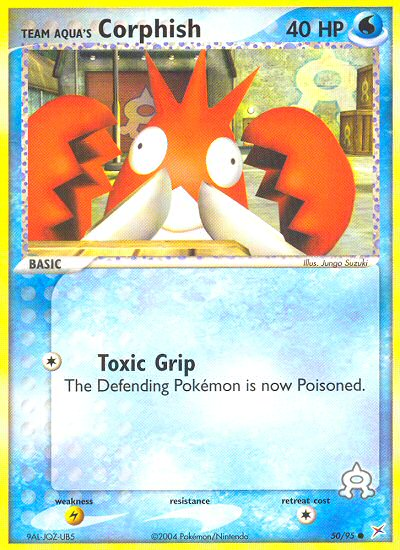 TEAM AQUA'S Corphish 40 HP
BASIC
Illus. Jungo Suzuki
Toxic Grip
The Defending Pokémon is now Poisoned.
weakness resistance retreat cost
9AL-JQZ-UB5 ©2004 Pokémon/Nintendo 50/95